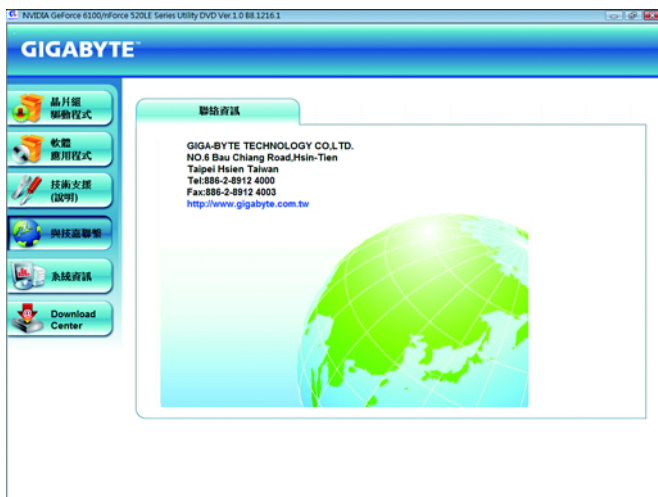 NVIDIA GeForce 6100/nForce 520LE Series Utility DVD Ver.1.0 B8.1216.1
GIGABYTE™
晶片組
驅動程式
軟體
應用程式
技術支援
(說明)
與技嘉聯繫
系統資訊
Download
Center
聯絡資訊
GIGA-BYTE TECHNOLOGY CO,LTD.
NO.6 Bau Chiang Road,Hsin-Tien
Taipei Hsien Taiwan
Tel:886-2-8912 4000
Fax:886-2-8912 4003
http://www.gigabyte.com.tw